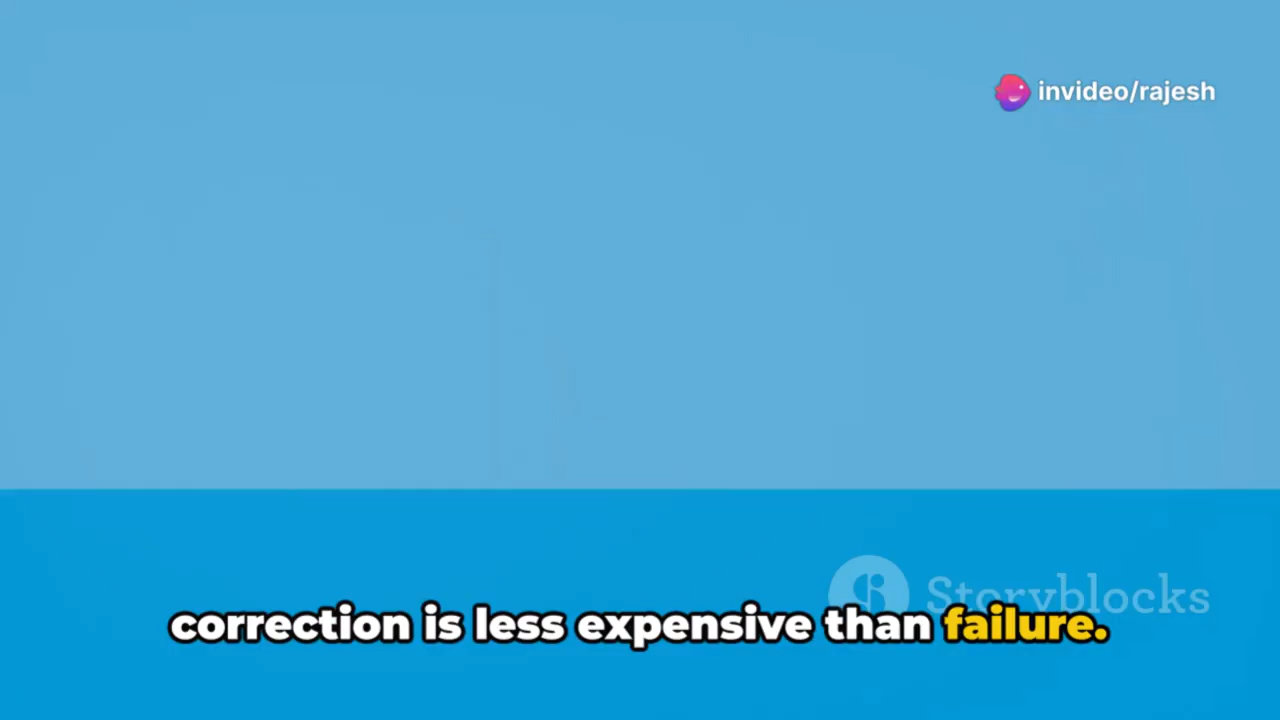 invideo/rajesh
Storyblocks
correction is less expensive than failure.